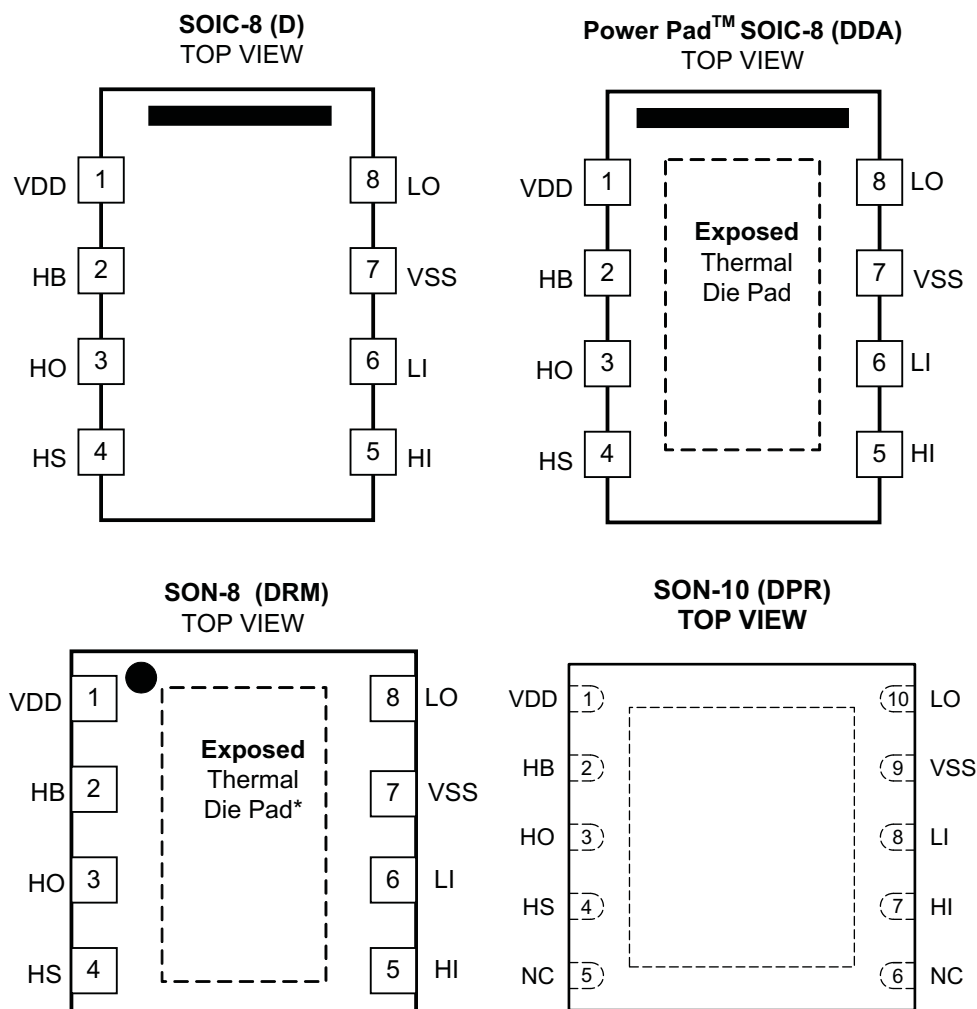 SOIC-8 (D)
TOP VIEW
VDD 1 8 LO
HB 2 7 VSS
HO 3 6 LI
HS 4 5 HI
Power Pad™ SOIC-8 (DDA)
TOP VIEW
VDD 1 8 LO
Exposed
Thermal
Die Pad
HB 2 7 VSS
HO 3 6 LI
HS 4 5 HI
SON-8 (DRM)
TOP VIEW
VDD 1 8 LO
Exposed
Thermal
Die Pad*
HB 2 7 VSS
HO 3 6 LI
HS 4 5 HI
SON-10 (DPR)
TOP VIEW
VDD 1 10 LO
HB 2 9 VSS
HO 3 8 LI
HS 4 7 HI
NC 5 6 NC